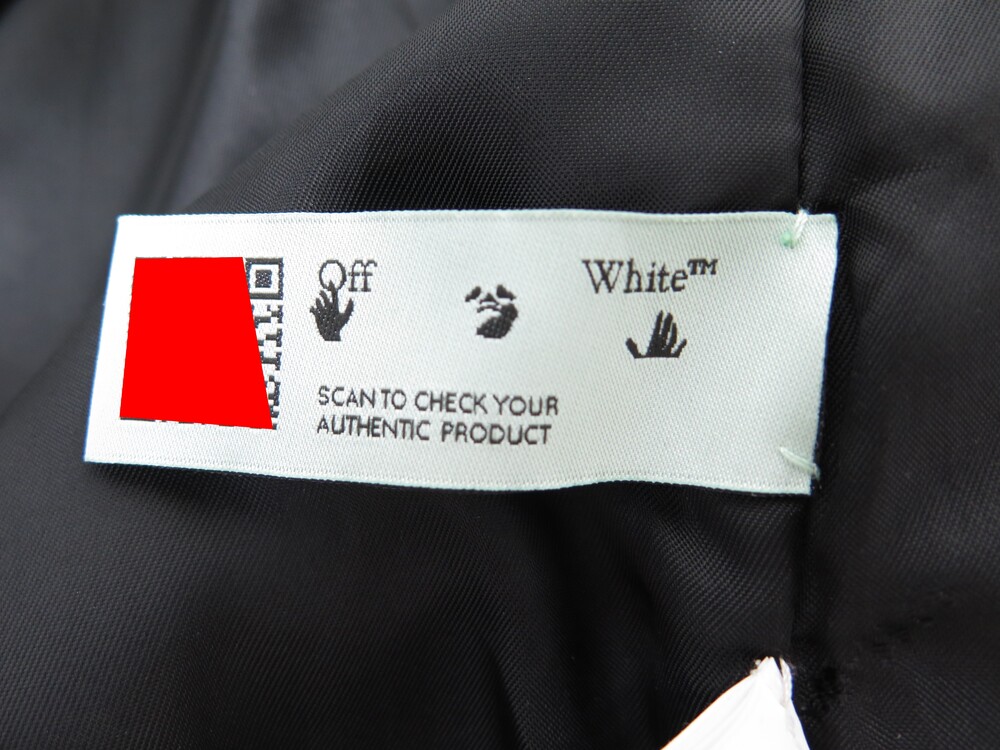 Off White™
SCAN TO CHECK YOUR
AUTHENTIC PRODUCT